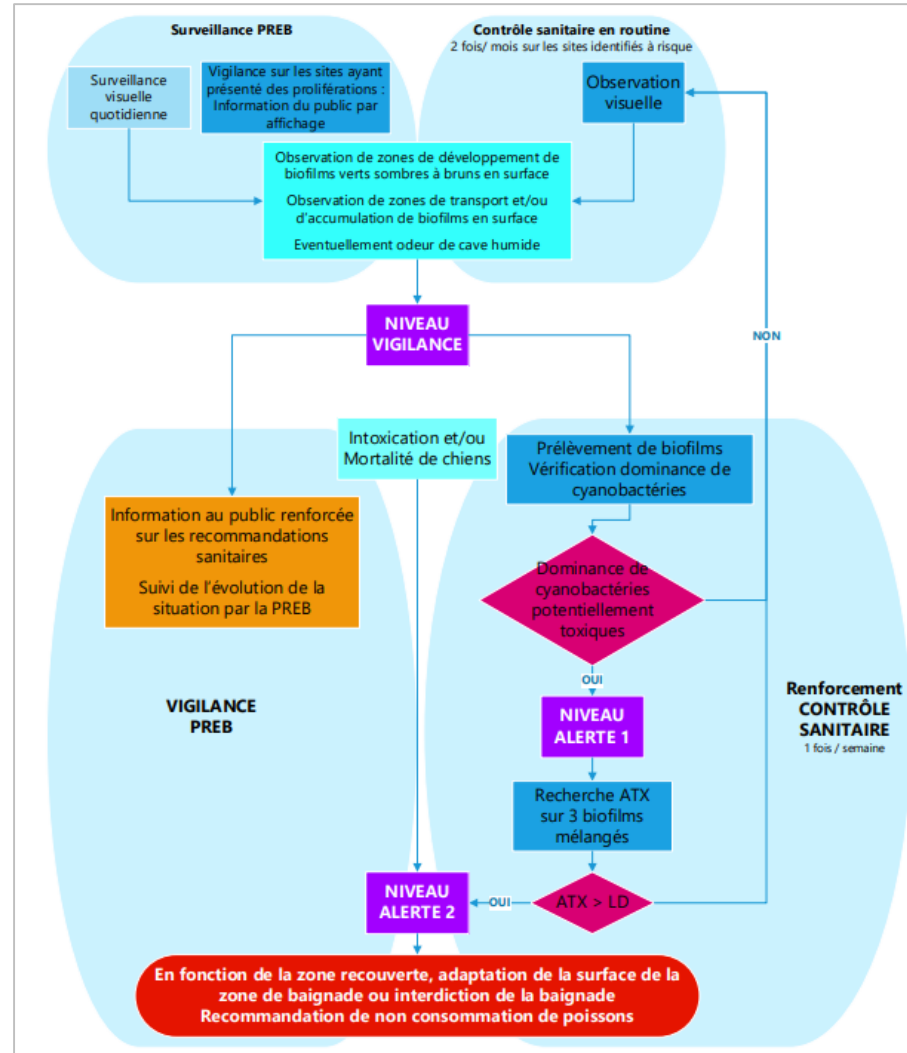 Surveillance PREB
Contrôle sanitaire en routine
2 fois/ mois sur les sites identifiés à risque
Surveillance
visuelle
quotidienne
Vigilance sur les sites ayant
présenté des proliférations :
Information du public par
affichage
Observation
visuelle
Observation de zones de développement de
biofilms verts sombres à bruns en surface
Observation de zones de transport et/ou
d'accumulation de biofilms en surface
Eventuellement odeur de cave humide
NIVEAU
VIGILANCE
NON
Intoxication et/ou
Mortalité de chiens
Prélèvement de biofilms
Vérification dominance de
cyanobactéries
Information au public renforcée
sur les recommandations
sanitaires
Suivi de l'évolution de la
situation par la PREB
Dominance de
cyanobactéries
potentiellement
toxiques
OUI
VIGILANCE
PREB
NIVEAU
ALERTE 1
Renforcement
CONTRÔLE
SANITAIRE
1 fois / semaine
Recherche ATX
sur 3 biofilms
mélangés
NIVEAU
ALERTE 2
OUI
ATX > LD
En fonction de la zone recouverte, adaptation de la surface de la
zone de baignade ou interdiction de la baignade
Recommandation de non consommation de poissons